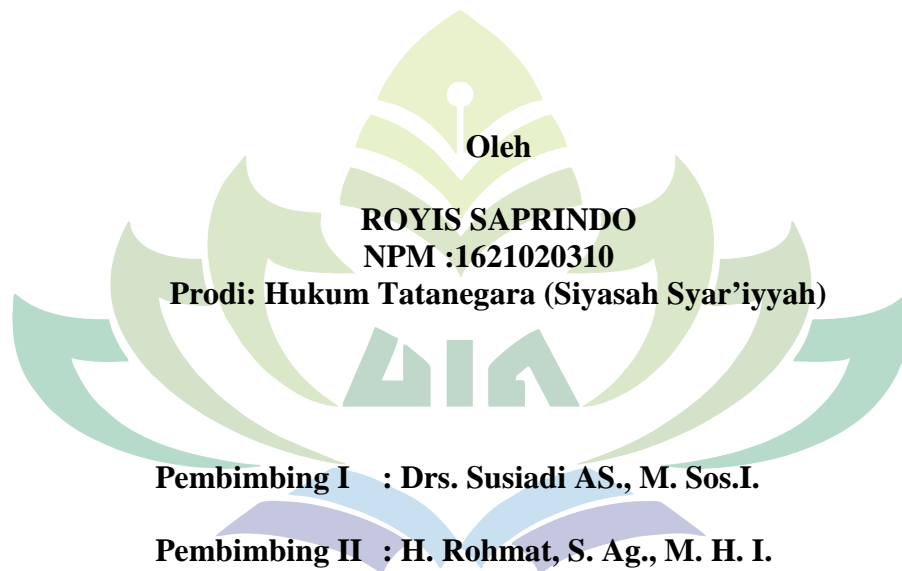 Oleh
ROYIS SAPRINDO
NPM :1621020310
Prodi: Hukum Tatanegara (Siyasah Syar’iyyah)
UIN
Pembimbing I : Drs. Susiadi AS., M. Sos.I.
Pembimbing II : H. Rohmat, S. Ag., M. H. I.